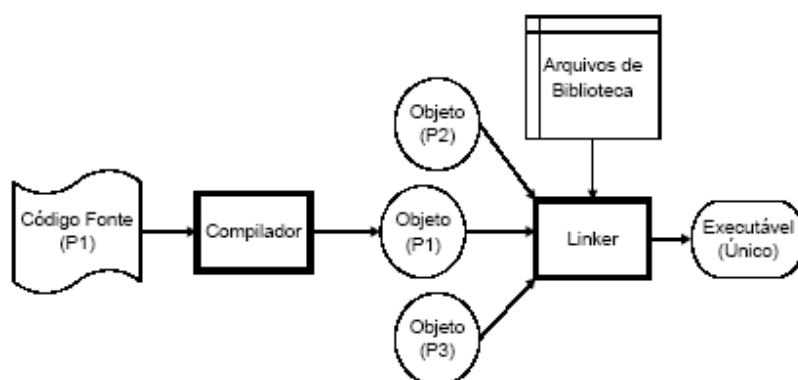 Arquivos de
Biblioteca
Objeto
(P2)
Código Fonte
(P1)
Compilador
Objeto
(P1)
Linker
Executável
(Único)
Objeto
(P3)